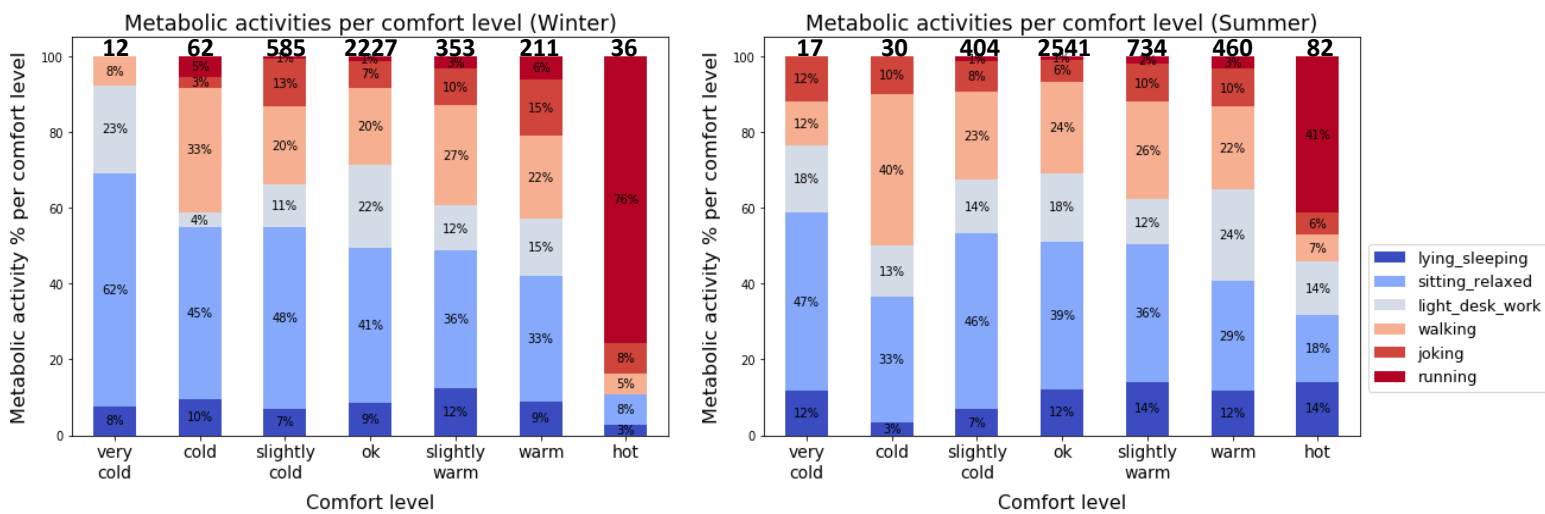 Metabolic activities per comfort level (Winter)
12 62 585 2227 353 211 36
Metabolic activity % per comfort level
100
80
60
40
20
0
8% 23% 62% 8%
5% 3% 33% 4% 45% 10%
1% 13% 20% 11% 48% 7%
1% 7% 20% 22% 41% 9%
3% 10% 27% 12% 36% 12%
6% 15% 22% 15% 33% 9%
76% 8% 5% 8% 3%
very cold slightly ok slightly warm hot
cold cold warm
Comfort level
Metabolic activities per comfort level (Summer)
17 30 404 2541 734 460 82
Metabolic activity % per comfort level
100
80
60
40
20
0
12% 12% 18% 47% 12%
10% 40% 13% 33% 3%
1% 8% 23% 14% 46% 7%
1% 6% 24% 18% 39% 12%
2% 10% 26% 12% 36% 14%
3% 10% 22% 24% 29% 12%
41% 6% 7% 14% 18% 14%
very cold slightly ok slightly warm hot
cold cold warm
Comfort level
lying_sleeping
sitting_relaxed
light_desk_work
walking
joking
running